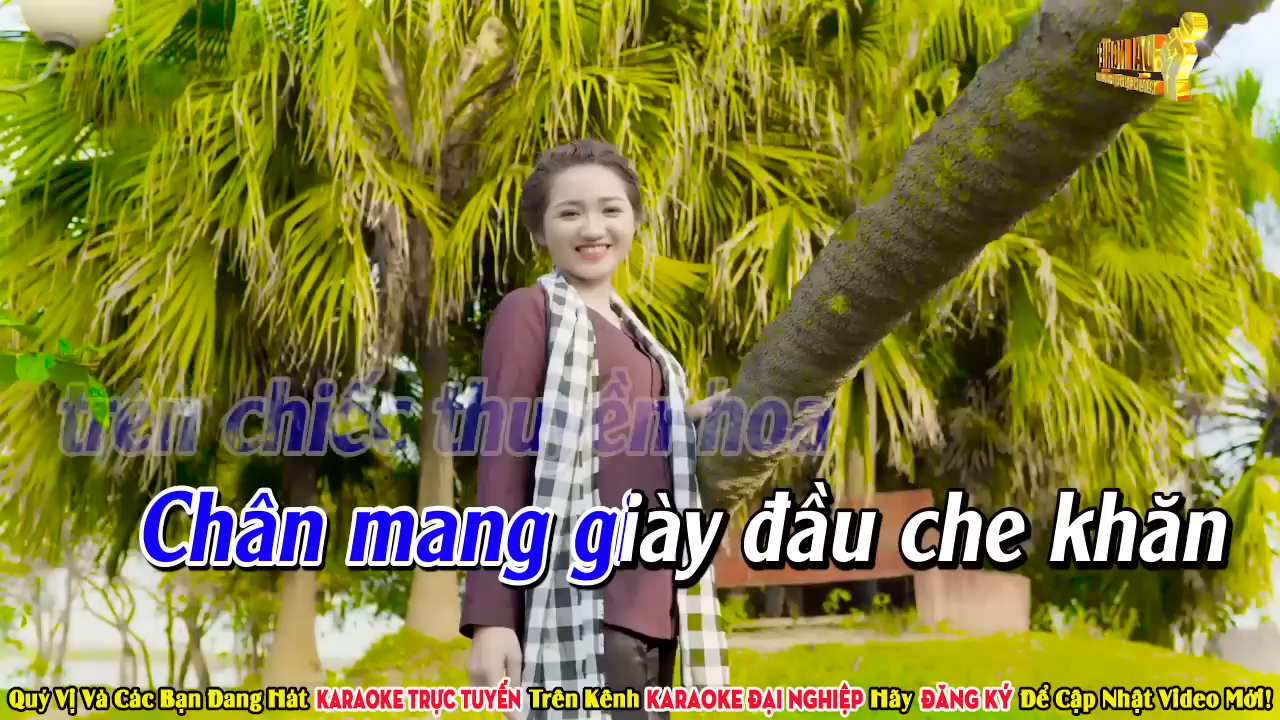 trên chiếc thuyền hoa
Chân mang giày đầu che khăn
Quý Vị Và Các Bạn Đang Hát KARAOKE TRỰC TUYẾN Trên Kênh KARAOKE ĐẠI NGHIỆP Hãy ĐĂNG KÝ Để Cập Nhật Video Mới!